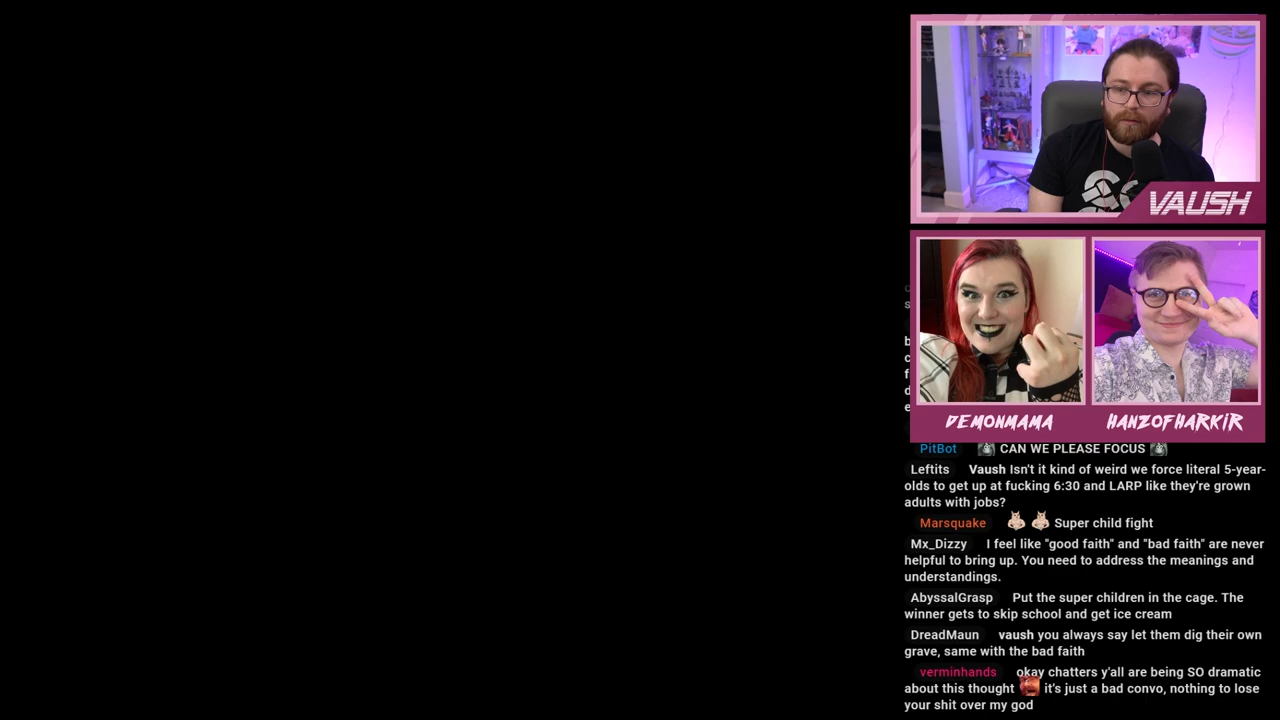 VAUSH
DEMONMAMA
HANZOFHARKIR
PitBot CAN WE PLEASE FOCUS
Leftits Vaush Isn't it kind of weird we force literal 5-year-
olds to get up at fucking 6:30 and LARP like they're grown
adults with jobs?
Marsquake Super child fight
Mx_Dizzy I feel like "good faith" and "bad faith" are never
helpful to bring up. You need to address the meanings and
understandings.
AbyssalGrasp Put the super children in the cage. The
winner gets to skip school and get ice cream
DreadMaun vaush you always say let them dig their own
grave, same with the bad faith
verminhands okay chatters y'all are being SO dramatic
about this thought it's just a bad convo, nothing to lose
your shit over my god